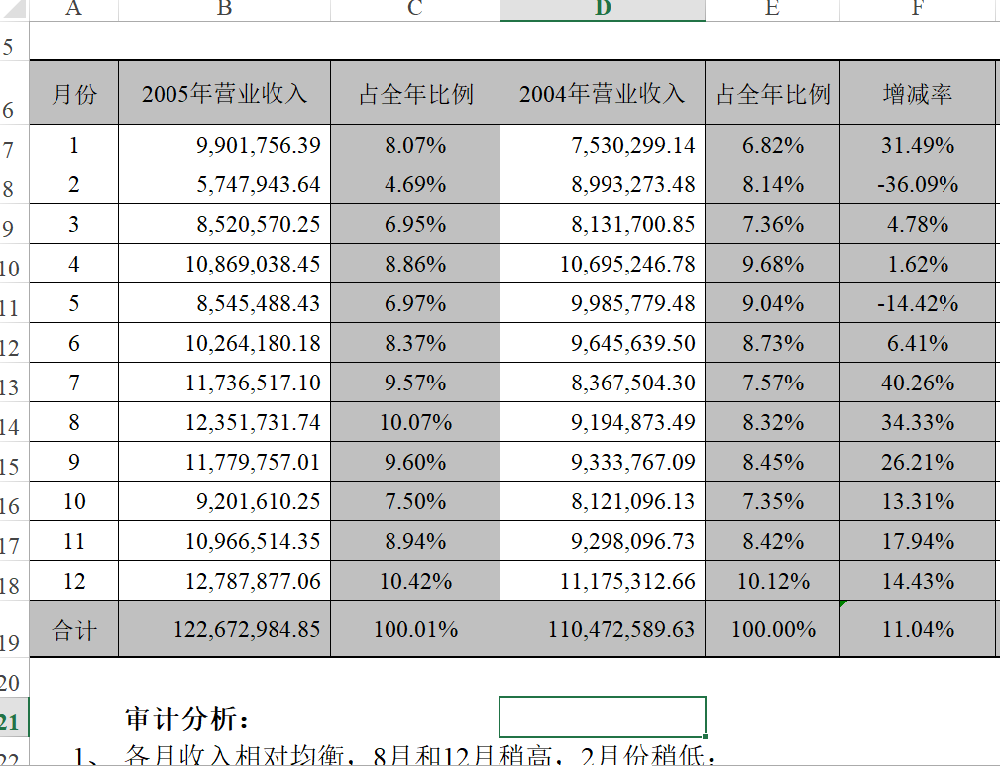 A B C D E F
5
6 月份 2005年营业收入 占全年比例 2004年营业收入 占全年比例 增减率
7 1 9,901,756.39 8.07% 7,530,299.14 6.82% 31.49%
8 2 5,747,943.64 4.69% 8,993,273.48 8.14% -36.09%
9 3 8,520,570.25 6.95% 8,131,700.85 7.36% 4.78%
10 4 10,869,038.45 8.86% 10,695,246.78 9.68% 1.62%
11 5 8,545,488.43 6.97% 9,985,779.48 9.04% -14.42%
12 6 10,264,180.18 8.37% 9,645,639.50 8.73% 6.41%
13 7 11,736,517.10 9.57% 8,367,504.30 7.57% 40.26%
14 8 12,351,731.74 10.07% 9,194,873.49 8.32% 34.33%
15 9 11,779,757.01 9.60% 9,333,767.09 8.45% 26.21%
16 10 9,201,610.25 7.50% 8,121,096.13 7.35% 13.31%
17 11 10,966,514.35 8.94% 9,298,096.73 8.42% 17.94%
18 12 12,787,877.06 10.42% 11,175,312.66 10.12% 14.43%
19 合计 122,672,984.85 100.01% 110,472,589.63 100.00% 11.04%
20
21 审计分析：
22 1、 各月收入相对均衡，8月和12月稍高，2月份稍低；